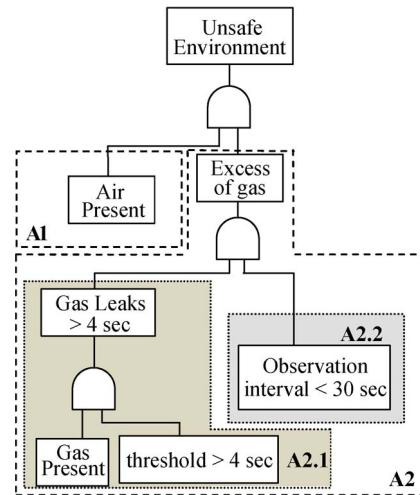 Unsafe
Environment
Excess
of gas
Air
Present
A1
Gas Leaks
> 4 sec
A2.2
Observation
interval < 30 sec
Gas
Present
threshold > 4 sec
A2.1
A2